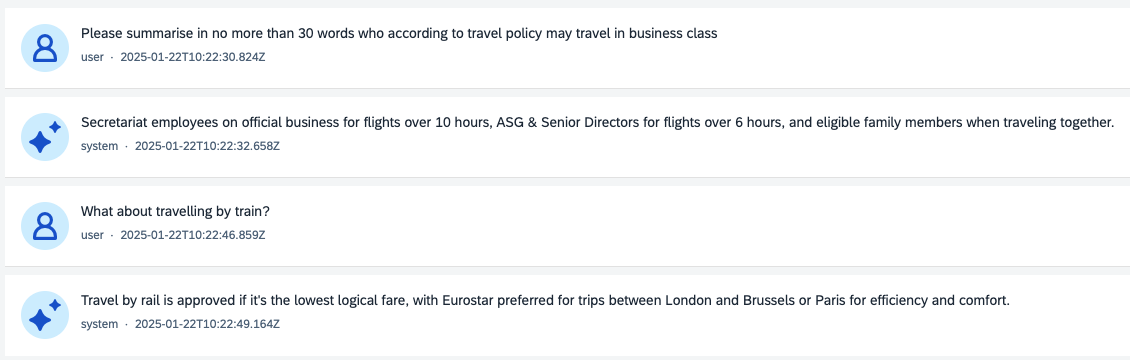 Please summarise in no more than 30 words who according to travel policy may travel in business class
user · 2025-01-22T10:22:30.824Z
Secretariat employees on official business for flights over 10 hours, ASG & Senior Directors for flights over 6 hours, and eligible family members when traveling together.
system · 2025-01-22T10:22:32.658Z
What about travelling by train?
user · 2025-01-22T10:22:46.859Z
Travel by rail is approved if it's the lowest logical fare, with Eurostar preferred for trips between London and Brussels or Paris for efficiency and comfort.
system · 2025-01-22T10:22:49.164Z